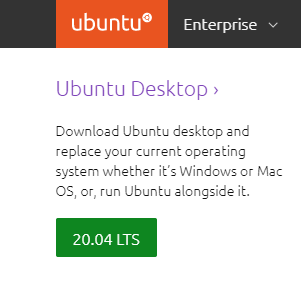 ubuntu
Enterprise
Ubuntu Desktop ›
Download Ubuntu desktop and
replace your current operating
system whether it's Windows or Mac
OS, or, run Ubuntu alongside it.
20.04 LTS